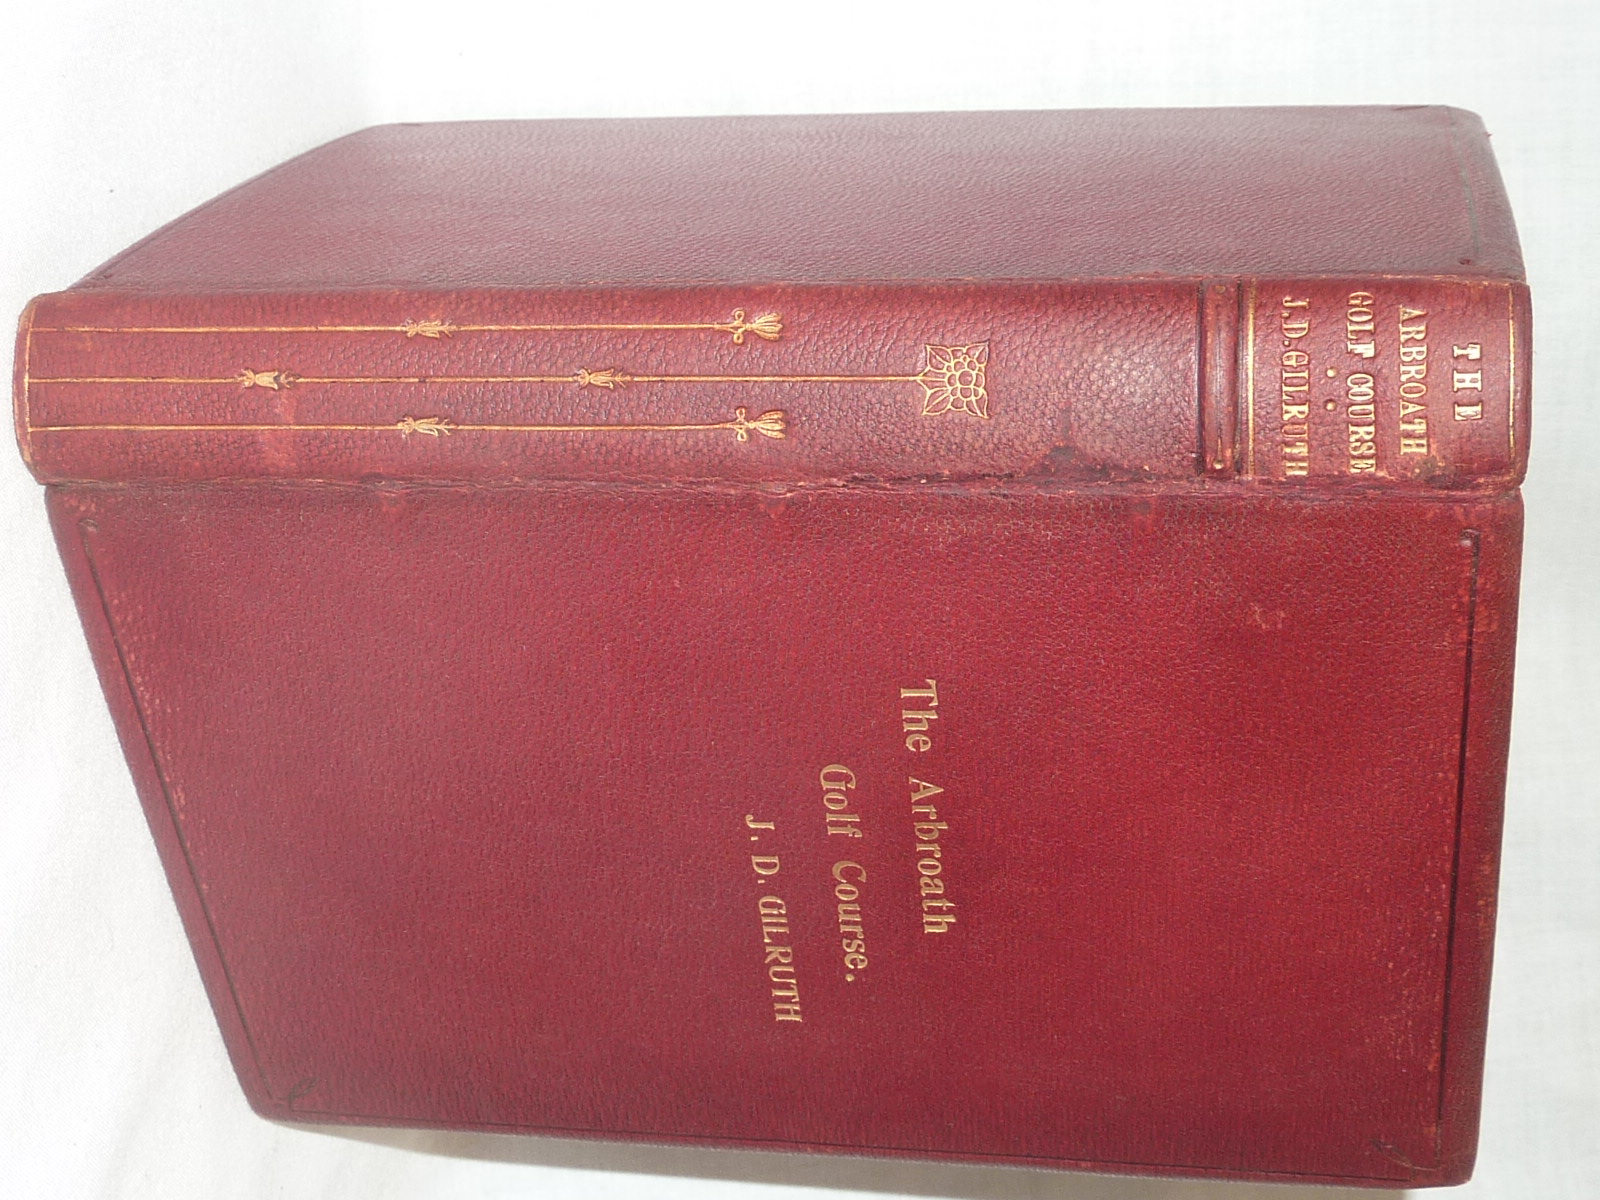 THE
ARBROATH
GOLF COURSE
J.D.GILRUTH
The Arbroath
Golf Course.
J. D. GILRUTH